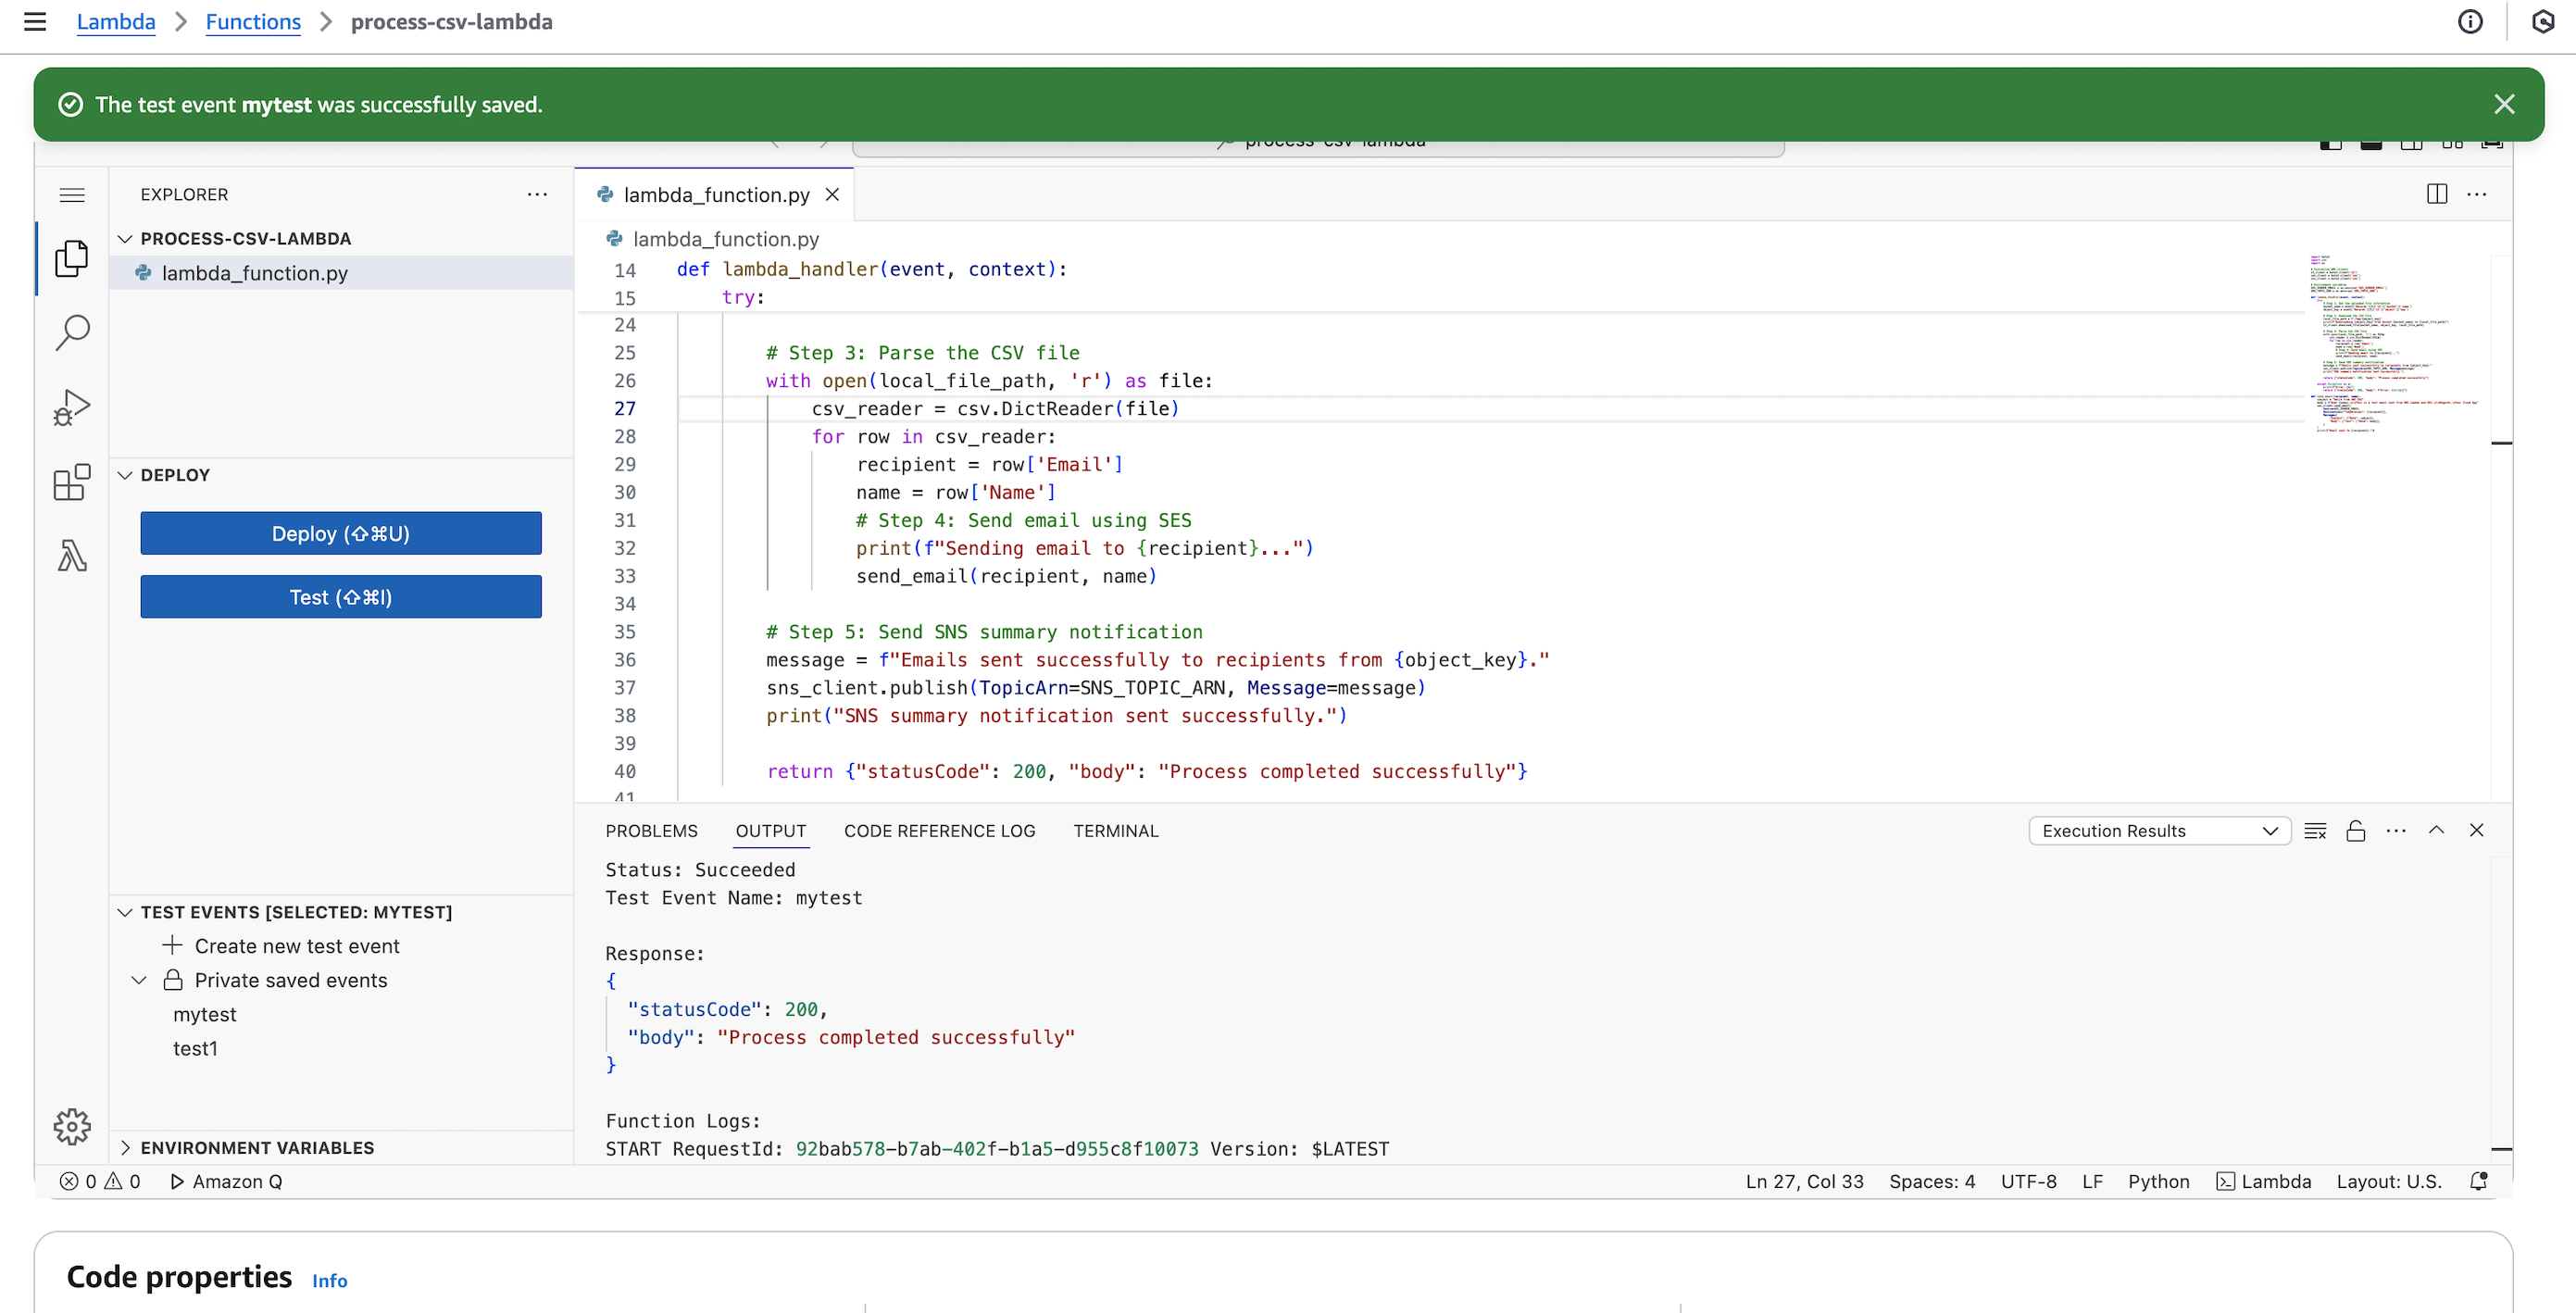 Lambda > Functions > process-csv-lambda
The test event mytest was successfully saved.
process-csv-lambda
EXPLORER
PROCESS-CSV-LAMBDA
lambda_function.py
DEPLOY
Deploy (⇧⌘U)
Test (⇧⌘I)
TEST EVENTS [SELECTED: MYTEST]
Create new test event
Private saved events
mytest
test1
ENVIRONMENT VARIABLES
lambda_function.py
lambda_function.py
14 def lambda_handler(event, context):
15     try:
24
25         # Step 3: Parse the CSV file
26         with open(local_file_path, 'r') as file:
27             csv_reader = csv.DictReader(file)
28             for row in csv_reader:
29                 recipient = row['Email']
30                 name = row['Name']
31                 # Step 4: Send email using SES
32                 print(f"Sending email to {recipient}...")
33                 send_email(recipient, name)
34
35         # Step 5: Send SNS summary notification
36         message = f"Emails sent successfully to recipients from {object_key}."
37         sns_client.publish(TopicArn=SNS_TOPIC_ARN, Message=message)
38         print("SNS summary notification sent successfully.")
39
40         return {"statusCode": 200, "body": "Process completed successfully"}
41
PROBLEMS OUTPUT CODE REFERENCE LOG TERMINAL
Execution Results
Status: Succeeded
Test Event Name: mytest
Response:
{
  "statusCode": 200,
  "body": "Process completed successfully"
}
Function Logs:
START RequestId: 92bab578-b7ab-402f-b1a5-d955c8f10073 Version: $LATEST
0 0 Amazon Q
Ln 27, Col 33 Spaces: 4 UTF-8 LF Python Lambda Layout: U.S.
Code properties Info